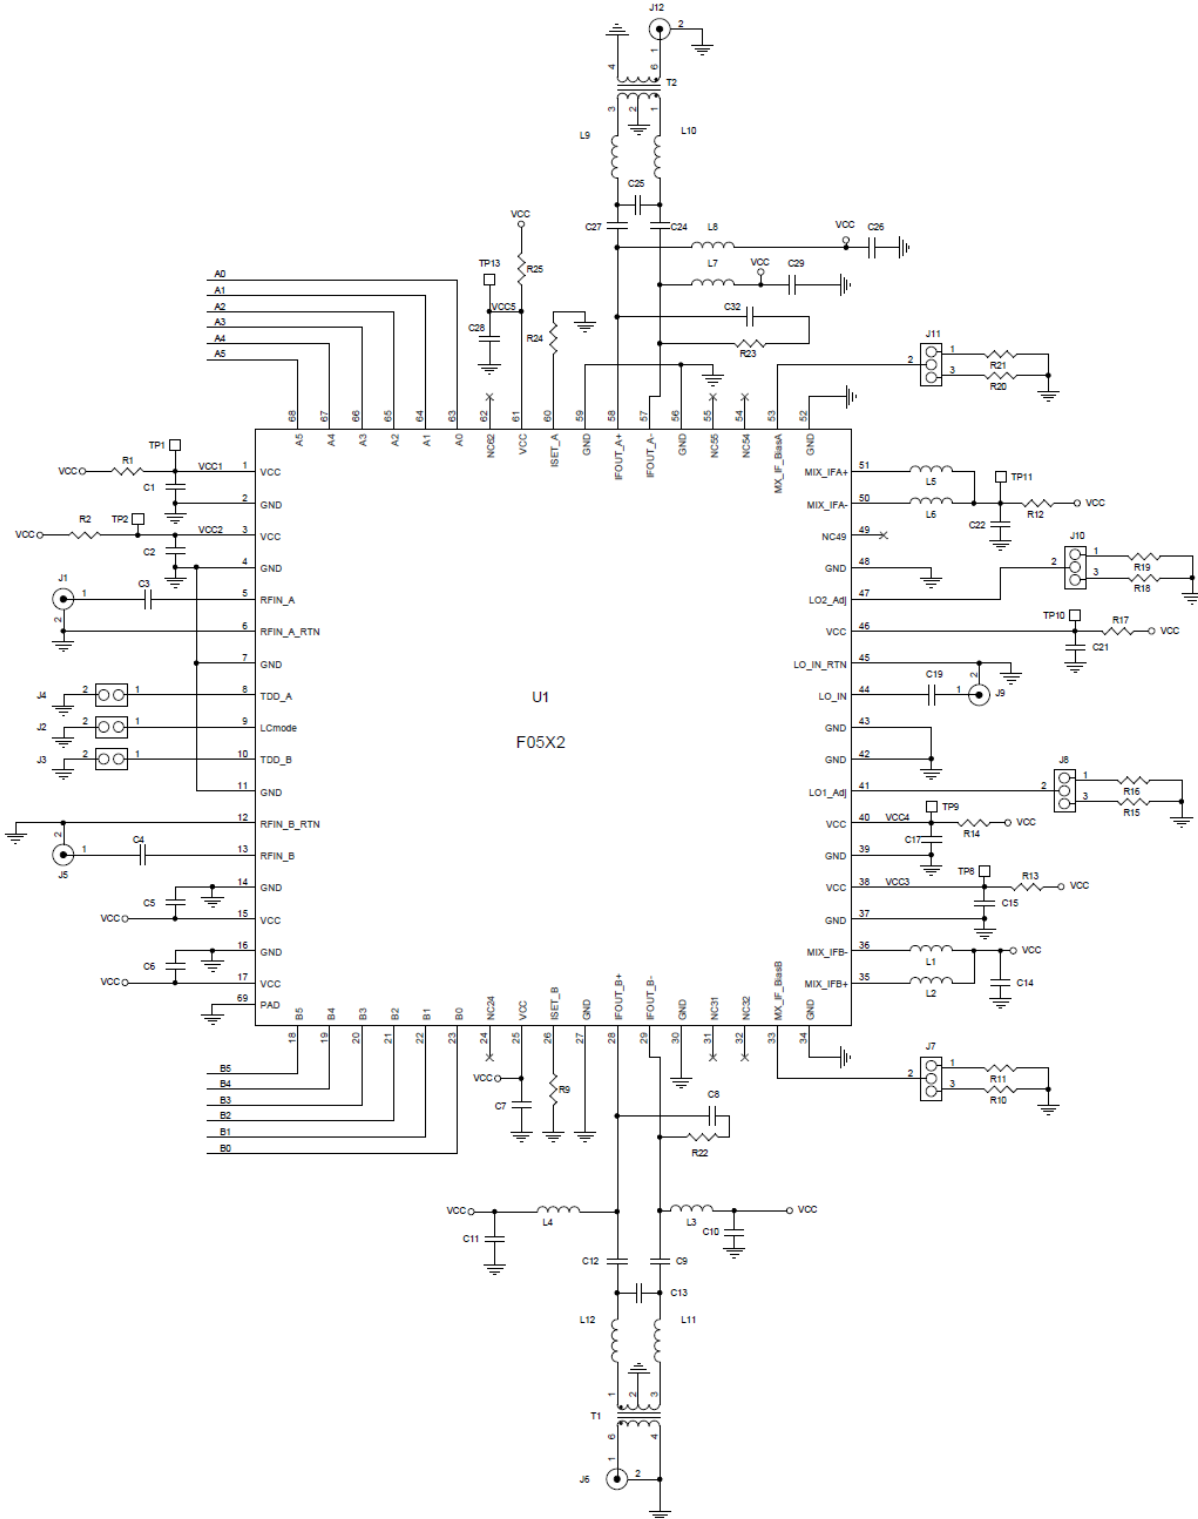 J12
2
1
4
6
T2
3
2
1
L9
L10
C25
C27
C24
L8
VCC
C26
L7
VCC
C29
C32
R23
VCC
R25
TP13
VCC5
C28
R24
A0
A1
A2
A3
A4
A5
J11
2
1
3
R21
R20
68
67
66
65
64
63
62
61
60
59
58
57
56
55
54
53
52
A5
A4
A3
A2
A1
A0
NC62
VCC
ISET_A
GND
IFOUT_A+
IFOUT_A-
GND
NC55
NC54
MX_IF_BiasA
GND
TP1
VCC
R1
VCC1
1
VCC
C1
2
GND
R2
TP2
VCC
VCC2
3
VCC
C2
4
GND
J1
1
2
C3
5
RFIN_A
6
RFIN_A_RTN
7
GND
J4
2
1
8
TDD_A
J2
2
1
9
LCmode
J3
2
1
10
TDD_B
11
GND
12
RFIN_B_RTN
2
1
J5
C4
13
RFIN_B
14
GND
C5
VCC
15
VCC
16
GND
C6
VCC
17
VCC
69
PAD
U1
F05X2
MIX_IFA+
51
L5
TP11
MIX_IFA-
50
L6
C22
R12
VCC
NC49
49
J10
GND
48
2
1
3
R19
R18
LO2_Adj
47
TP10
VCC
46
R17
VCC
C21
LO_IN_RTN
45
LO_IN
44
C19
1
2
J9
GND
43
GND
42
J8
LO1_Adj
41
2
1
3
R16
R15
TP9
VCC
40
VCC4
C17
R14
VCC
GND
39
TP8
VCC
38
VCC3
R13
VCC
C15
GND
37
MIX_IFB-
36
L1
VCC
MIX_IFB+
35
L2
C14
B5
B4
B3
B2
B1
B0
NC24
VCC
ISET_B
GND
IFOUT_B+
IFOUT_B-
GND
NC31
NC32
MX_IF_BiasB
GND
18
19
20
21
22
23
24
25
26
27
28
29
30
31
32
33
34
B5
B4
B3
B2
B1
B0
VCC
C7
R9
J7
2
1
3
R11
R10
C8
R22
VCC
L4
C11
L3
C10
VCC
C12
C9
C13
L12
L11
1
2
3
T1
6
4
1
J6
2